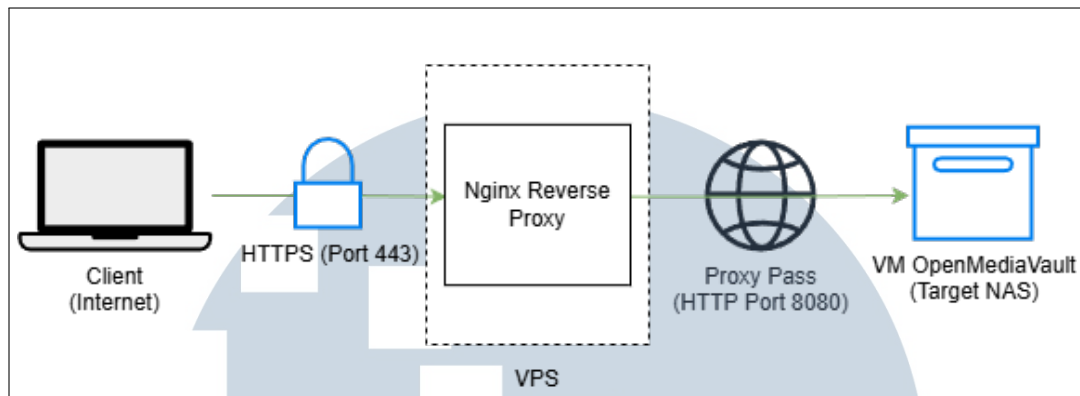 Client
(Internet)
HTTPS (Port 443)
Nginx Reverse
Proxy
VPS
Proxy Pass
(HTTP Port 8080)
VM OpenMediaVault
(Target NAS)